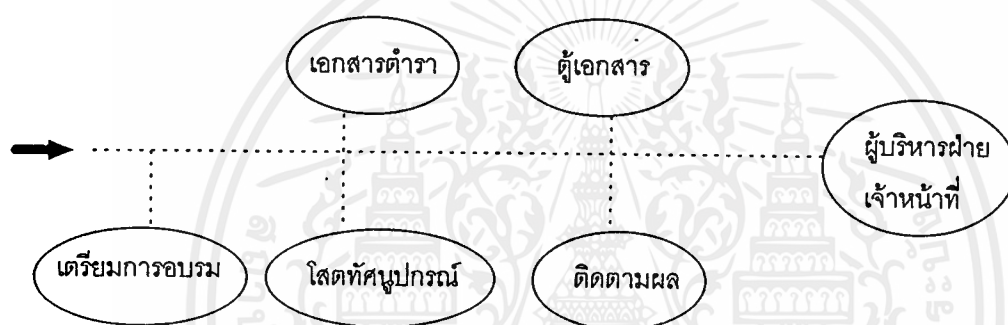 เอกสารตำรา
ตู้เอกสาร
ผู้บริหารฝ่าย
เจ้าหน้าที่
เตรียมการอบรม
โสตทัศนูปกรณ์
ติดตามผล